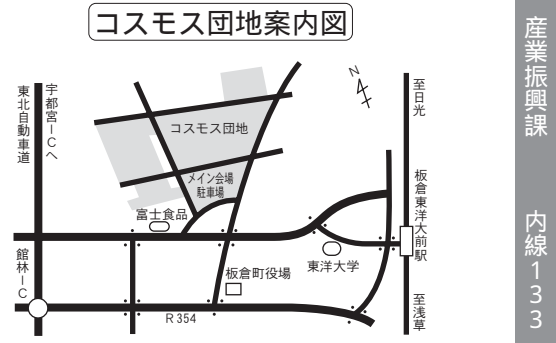 コスモス団地案内図
産業振興課 内線133
N
至日光
宇都宮ICへ
東北自動車道
コスモス団地
メイン会場
駐車場
富士食品
板倉東洋大前駅
東洋大学
館林IC
板倉町役場
至浅草
R354